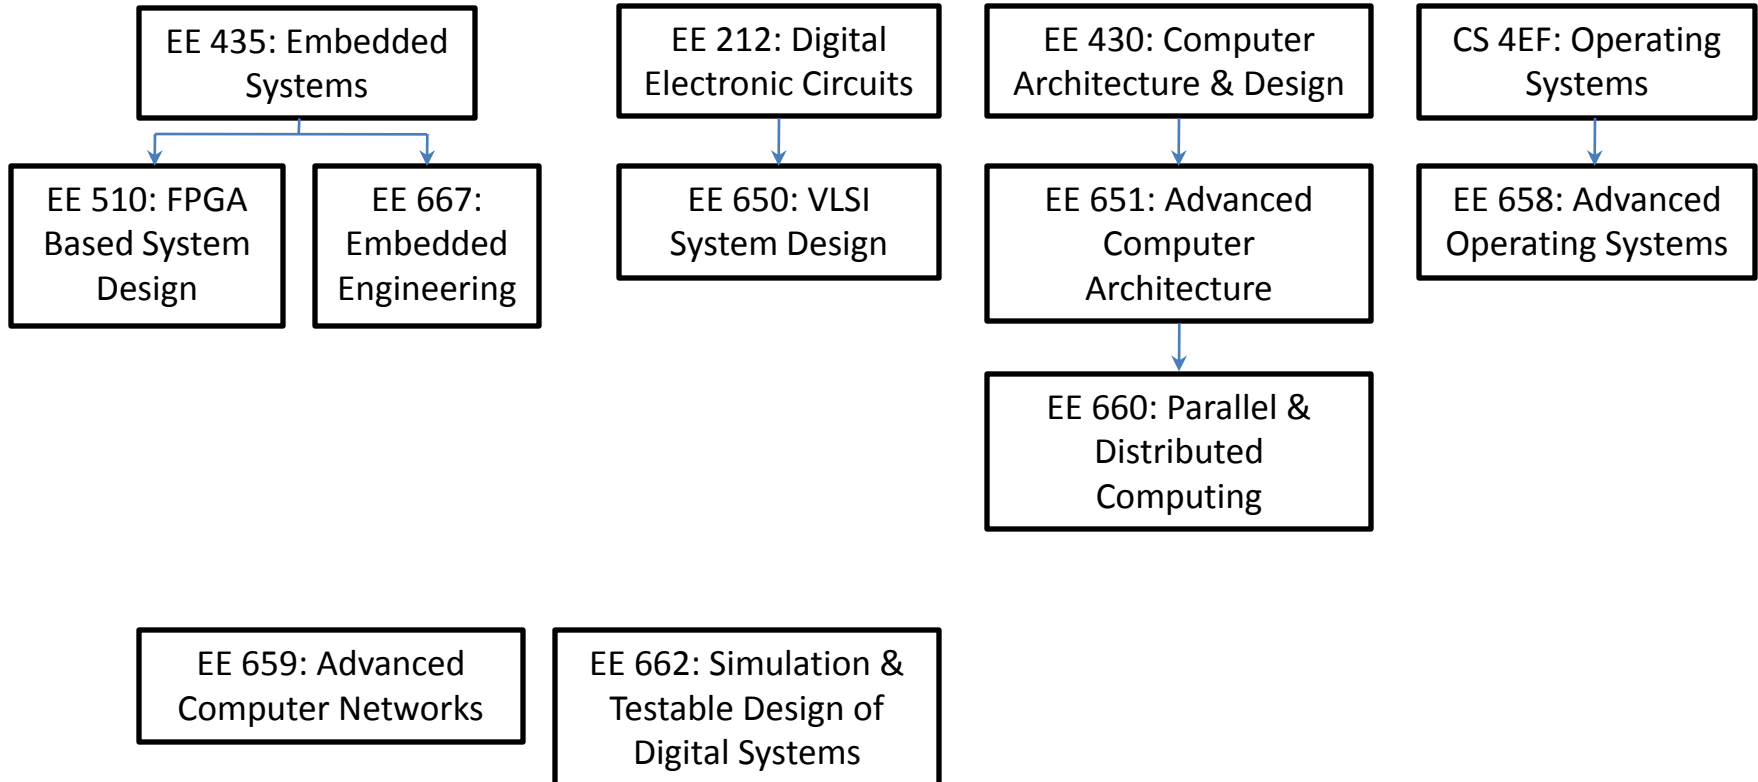 EE 435: Embedded
Systems
EE 212: Digital
Electronic Circuits
EE 430: Computer
Architecture & Design
CS 4EF: Operating
Systems
EE 510: FPGA
Based System
Design
EE 667:
Embedded
Engineering
EE 650: VLSI
System Design
EE 651: Advanced
Computer
Architecture
EE 658: Advanced
Operating Systems
EE 660: Parallel &
Distributed
Computing
EE 659: Advanced
Computer Networks
EE 662: Simulation &
Testable Design of
Digital Systems